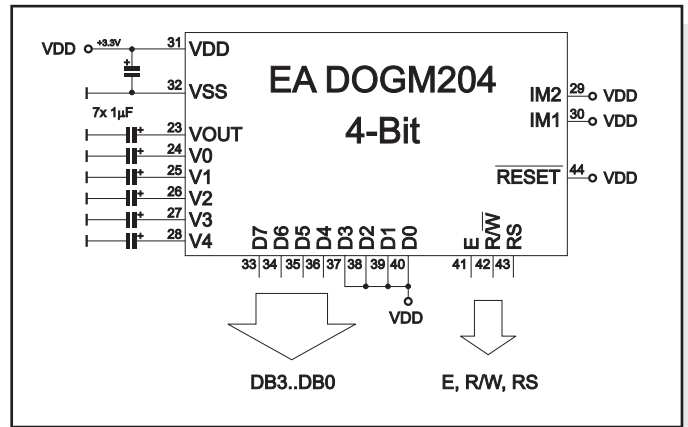 VDD +3.3V 31 VDD
32 VSS
7x 1µF
23 VOUT
24 V0
25 V1
26 V2
27 V3
28 V4
EA DOGM204
4-Bit
IM2 29 VDD
IM1 30 VDD
RESET 44 VDD
D7 D6 D5 D4 D3 D2 D1 D0
33 34 35 36 37 38 39 40
VDD
E R/W RS
41 42 43
DB3..DB0
E, R/W, RS